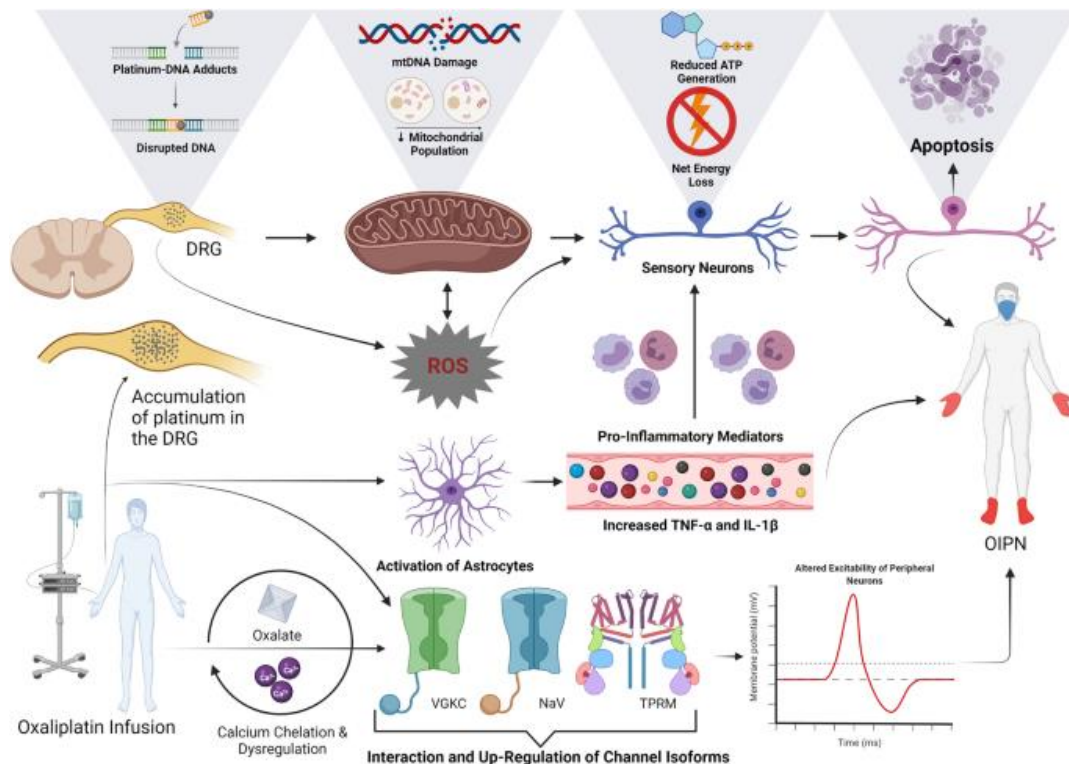 Platinum-DNA Adducts
Disrupted DNA
mtDNA Damage
↓ Mitochondrial
Population
Reduced ATP
Generation
Net Energy
Loss
Apoptosis
DRG
Sensory Neurons
ROS
Accumulation
of platinum in
the DRG
Pro-Inflammatory Mediators
Increased TNF-α and IL-1β
Activation of Astrocytes
OIPN
Oxalate
Ca²⁺
Ca²⁺
Ca²⁺
Calcium Chelation &
Dysregulation
Oxaliplatin Infusion
VGKC
NaV
TPRM
Interaction and Up-Regulation of Channel Isoforms
Altered Excitability of Peripheral
Neurons
Membrane potential (mV)
Time (ms)